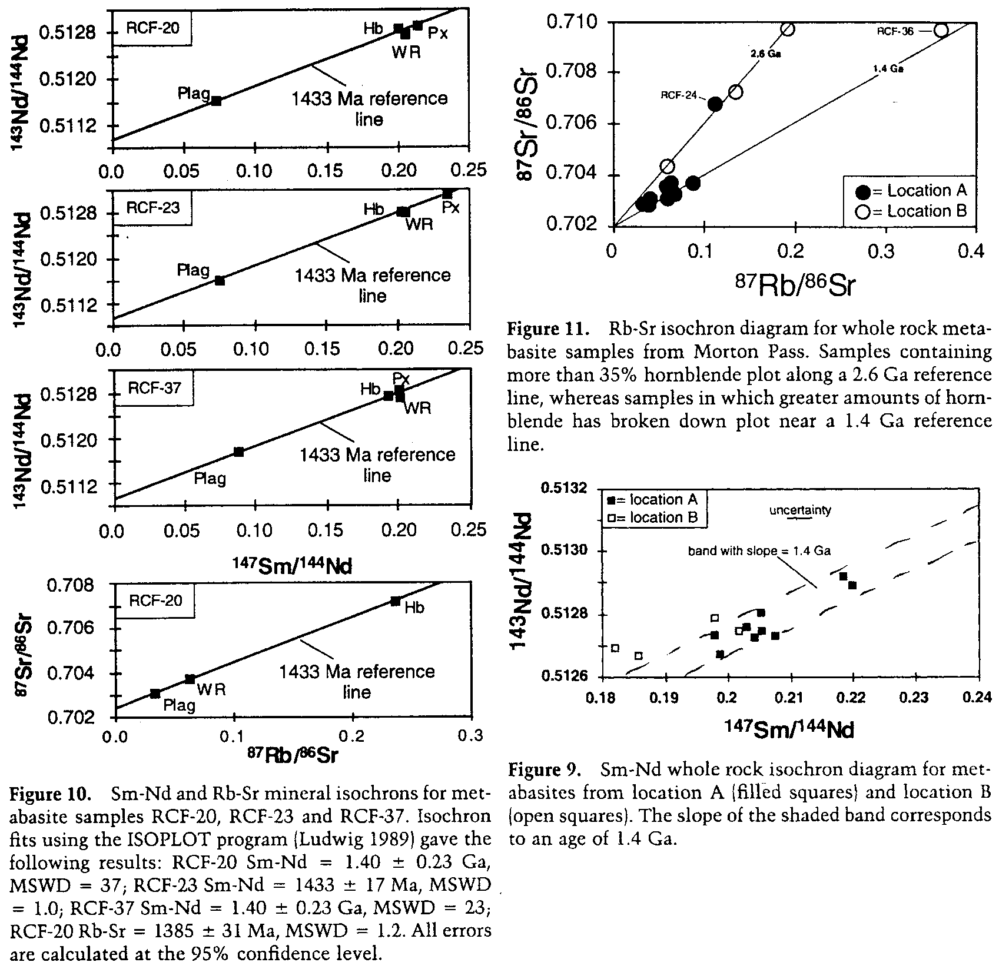 RCF-20
0.5128
0.5120
0.5112
143Nd/144Nd
Hb
Px
WR
Plag
1433 Ma reference
line
0.0 0.05 0.10 0.15 0.20 0.25
RCF-23
0.5128
0.5120
0.5112
143Nd/144Nd
Hb
Px
WR
Plag
1433 Ma reference
line
0.0 0.05 0.10 0.15 0.20 0.25
RCF-37
0.5128
0.5120
0.5112
143Nd/144Nd
Px
Hb
WR
Plag
1433 Ma reference
line
0.0 0.05 0.10 0.15 0.20 0.25
147Sm/144Nd
0.708
0.706
0.704
0.702
87Sr/86Sr
RCF-20
Hb
WR
Plag
1433 Ma reference
line
0.0 0.1 0.2 0.3
87Rb/86Sr
Figure 10. Sm-Nd and Rb-Sr mineral isochrons for met-
abasite samples RCF-20, RCF-23 and RCF-37. Isochron
fits using the ISOPLOT program (Ludwig 1989) gave the
following results: RCF-20 Sm-Nd = 1.40 ± 0.23 Ga,
MSWD = 37; RCF-23 Sm-Nd = 1433 ± 17 Ma, MSWD
= 1.0; RCF-37 Sm-Nd = 1.40 ± 0.23 Ga, MSWD = 23;
RCF-20 Rb-Sr = 1385 ± 31 Ma, MSWD = 1.2. All errors
are calculated at the 95% confidence level.
0.710
0.708
0.706
0.704
0.702
87Sr/86Sr
RCF-36
2.6 Ga
1.4 Ga
RCF-24
= Location A
= Location B
0 0.1 0.2 0.3 0.4
87Rb/86Sr
Figure 11. Rb-Sr isochron diagram for whole rock meta-
basite samples from Morton Pass. Samples containing
more than 35% hornblende plot along a 2.6 Ga reference
line, whereas samples in which greater amounts of horn-
blende has broken down plot near a 1.4 Ga reference
line.
0.5132
0.5130
0.5128
0.5126
143Nd/144Nd
= location A
= location B
uncertainty
band with slope = 1.4 Ga
0.18 0.19 0.2 0.21 0.22 0.23 0.24
147Sm/144Nd
Figure 9. Sm-Nd whole rock isochron diagram for met-
abasites from location A (filled squares) and location B
(open squares). The slope of the shaded band corresponds
to an age of 1.4 Ga.